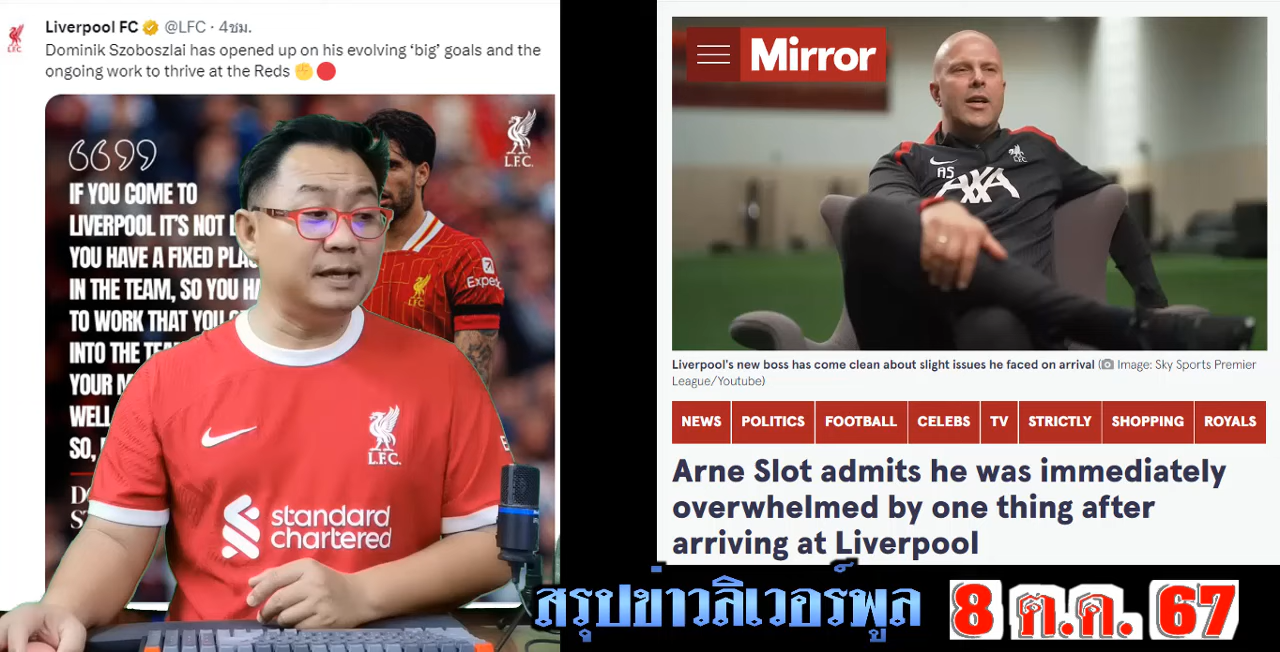 Liverpool FC @LFC · 4ชม.
Dominik Szoboszlai has opened up on his evolving ‘big’ goals and the
ongoing work to thrive at the Reds
L.F.C.
IF YOU COME TO
LIVERPOOL IT'S NOT
YOU HAVE A FIXED
IN THE TEAM, SO YOU
TO WORK THAT YOU
INTO THE
YOUR
WELL
SO,
Expe
L.F.C.
standard
chartered
Mirror
AS
AXA
Liverpool's new boss has come clean about slight issues he faced on arrival (Image: Sky Sports Premier
League/Youtube)
NEWS POLITICS FOOTBALL CELEBS TV STRICTLY SHOPPING ROYALS
Arne Slot admits he was immediately
overwhelmed by one thing after
arriving at Liverpool
สรุปข่าวลิเวอร์พูล 8 ต.ค. 67